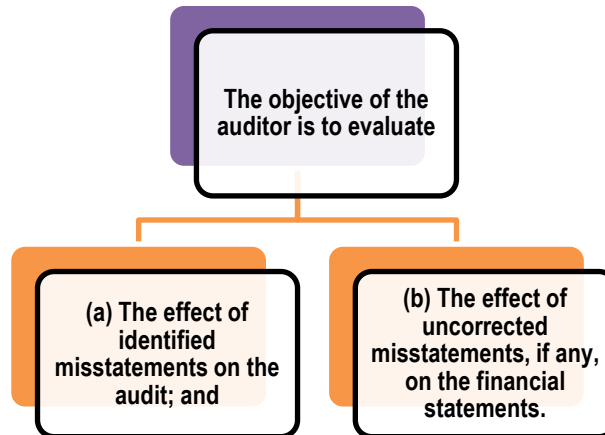 The objective of the
auditor is to evaluate
(a) The effect of
identified
misstatements on the
audit; and
(b) The effect of
uncorrected
misstatements, if any,
on the financial
statements.